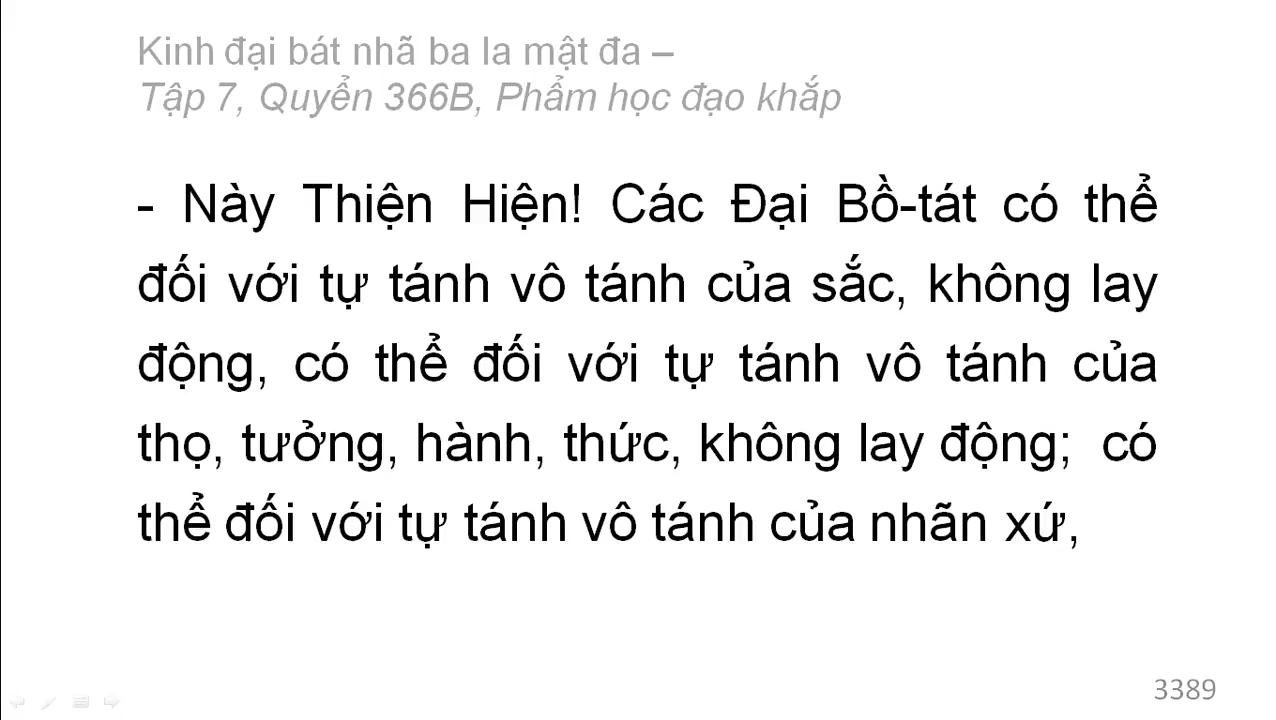 Kinh đại bát nhã ba la mật đa –
Tập 7, Quyển 366B, Phẩm học đạo khắp
- Này Thiện Hiện! Các Đại Bồ-tát có thể
đối với tự tánh vô tánh của sắc, không lay
động, có thể đối với tự tánh vô tánh của
thọ, tưởng, hành, thức, không lay động; có
thể đối với tự tánh vô tánh của nhãn xứ,
3389